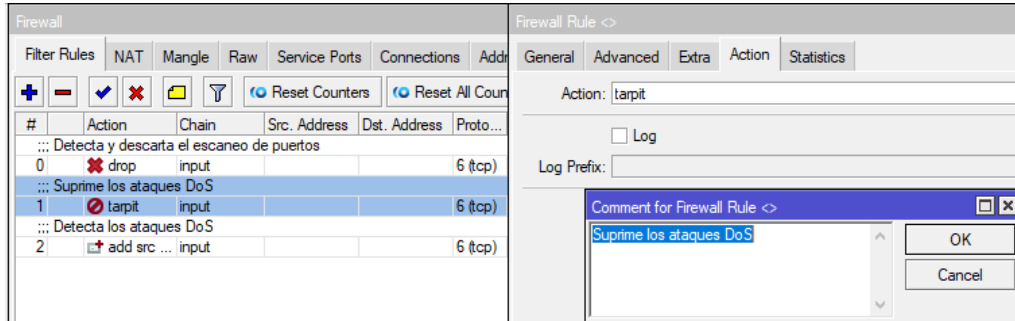 Firewall
Filter Rules NAT Mangle Raw Service Ports Connections Addr
Reset Counters Reset All Coun
# Action Chain Src. Address Dst. Address Proto...
;;; Detecta y descarta el escaneo de puertos
0 drop input 6 (tcp)
;;; Suprime los ataques DoS
1 tarpit input 6 (tcp)
;;; Detecta los ataques DoS
2 add src ... input 6 (tcp)
Firewall Rule <>
General Advanced Extra Action Statistics
Action: tarpit
Log
Log Prefix:
Comment for Firewall Rule <>
Suprime los ataques DoS
OK
Cancel